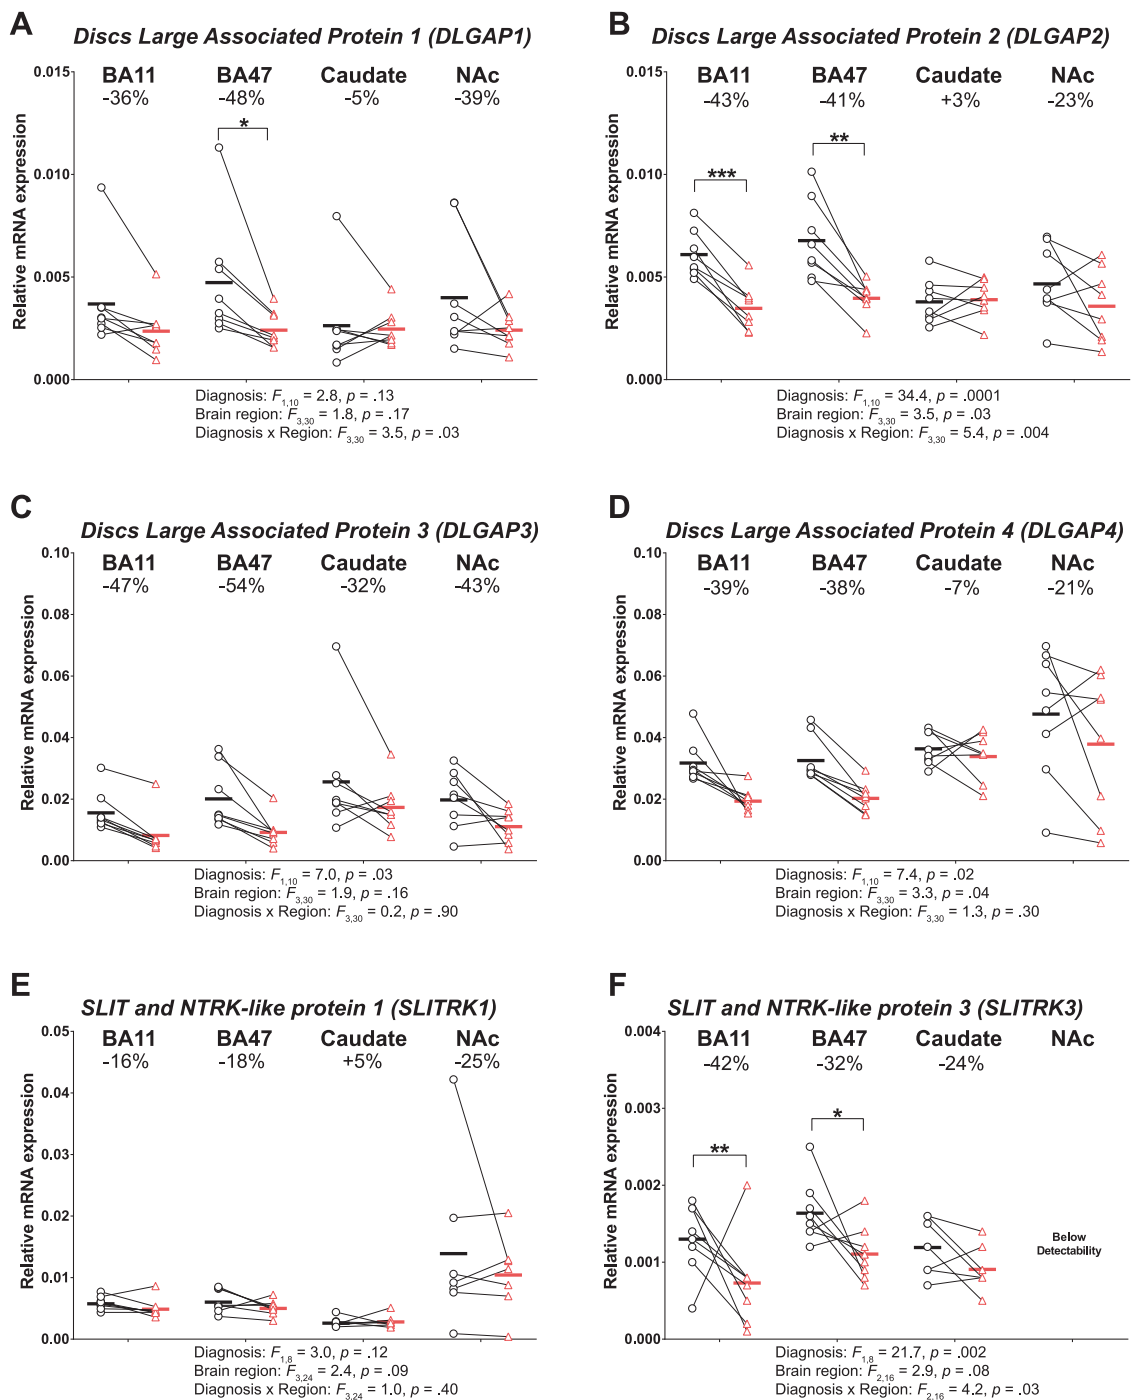 A
Discs Large Associated Protein 1 (DLGAP1)
BA11 BA47 Caudate NAc
-36% -48% -5% -39%
*
Relative mRNA expression
0.015
0.010
0.005
0.000
Diagnosis: F1,10 = 2.8, p = .13
Brain region: F3,30 = 1.8, p = .17
Diagnosis x Region: F3,30 = 3.5, p = .03
B
Discs Large Associated Protein 2 (DLGAP2)
BA11 BA47 Caudate NAc
-43% -41% +3% -23%
*** **
Relative mRNA expression
0.015
0.010
0.005
0.000
Diagnosis: F1,10 = 34.4, p = .0001
Brain region: F3,30 = 3.5, p = .03
Diagnosis x Region: F3,30 = 5.4, p = .004
C
Discs Large Associated Protein 3 (DLGAP3)
BA11 BA47 Caudate NAc
-47% -54% -32% -43%
Relative mRNA expression
0.10
0.08
0.06
0.04
0.02
0.00
Diagnosis: F1,10 = 7.0, p = .03
Brain region: F3,30 = 1.9, p = .16
Diagnosis x Region: F3,30 = 0.2, p = .90
D
Discs Large Associated Protein 4 (DLGAP4)
BA11 BA47 Caudate NAc
-39% -38% -7% -21%
Relative mRNA expression
0.10
0.08
0.06
0.04
0.02
0.00
Diagnosis: F1,10 = 7.4, p = .02
Brain region: F3,30 = 3.3, p = .04
Diagnosis x Region: F3,30 = 1.3, p = .30
E
SLIT and NTRK-like protein 1 (SLITRK1)
BA11 BA47 Caudate NAc
-16% -18% +5% -25%
Relative mRNA expression
0.05
0.04
0.03
0.02
0.01
0.00
Diagnosis: F1,8 = 3.0, p = .12
Brain region: F3,24 = 2.4, p = .09
Diagnosis x Region: F3,24 = 1.0, p = .40
F
SLIT and NTRK-like protein 3 (SLITRK3)
BA11 BA47 Caudate NAc
-42% -32% -24%
** *
Relative mRNA expression
0.004
0.003
0.002
0.001
0.000
Below
Detectability
Diagnosis: F1,8 = 21.7, p = .002
Brain region: F2,16 = 2.9, p = .08
Diagnosis x Region: F2,16 = 4.2, p = .03